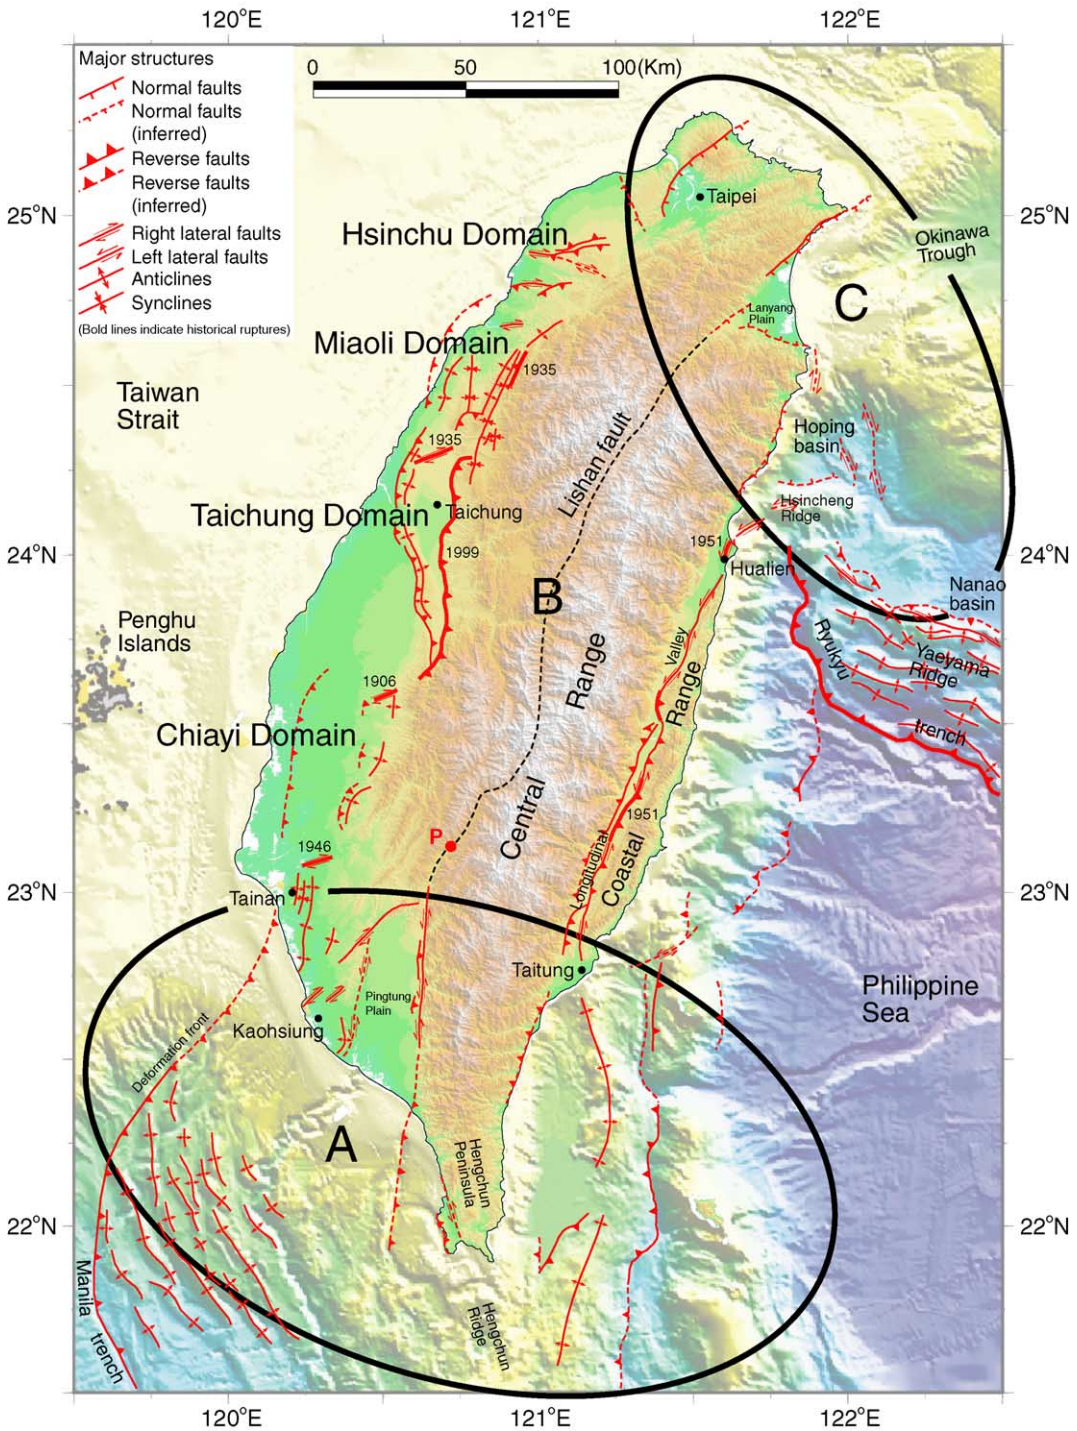 120°E
121°E
122°E
Major structures
Normal faults
Normal faults
(inferred)
Reverse faults
Reverse faults
(inferred)
Right lateral faults
Left lateral faults
Anticlines
Synclines
(Bold lines indicate historical ruptures)
0
50
100(Km)
25°N
25°N
Taipei
Hsinchu Domain
Okinawa
Trough
C
Lanyang
Plain
Miaoli Domain
1935
Taiwan
Strait
Hoping
basin
1935
Lishan fault
Taichung Domain
Taichung
Hsincheng
Ridge
1999
1951
24°N
24°N
Hualien
B
Nanao
basin
Penghu
Islands
Ryukyu
trench
Yaeyama
Ridge
1906
Chiayi Domain
Central
Range
Longitudinal
Valley
Coastal
Range
1951
P
1946
23°N
23°N
Tainan
Taitung
Pingtung
Plain
Philippine
Sea
Kaohsiung
Deformation front
A
Hengchun
Peninsula
22°N
22°N
Manila
trench
Hengchun
Ridge
120°E
121°E
122°E